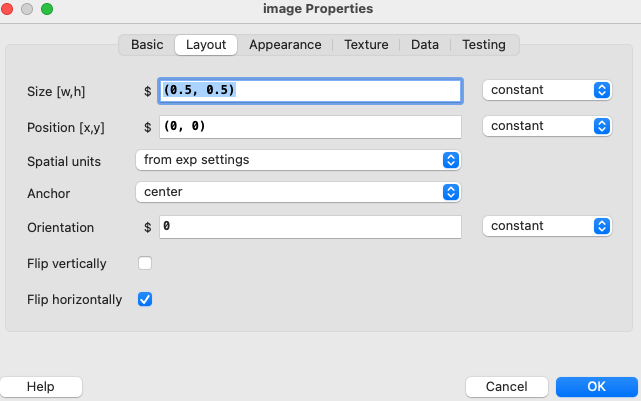 image Properties
Basic Layout Appearance Texture Data Testing
Size [w,h] $ (0.5, 0.5) constant
Position [x,y] $ (0, 0) constant
Spatial units from exp settings
Anchor center
Orientation $ 0 constant
Flip vertically
Flip horizontally
Help Cancel OK